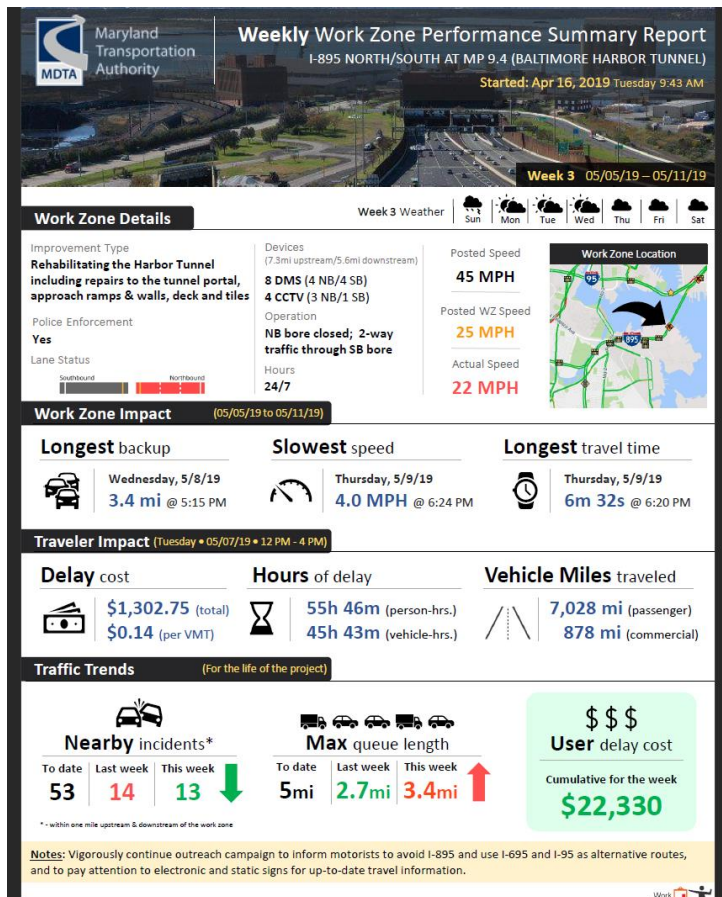 Maryland
Transportation
Authority
MDTA
Weekly Work Zone Performance Summary Report
I-895 NORTH/SOUTH AT MP 9.4 (BALTIMORE HARBOR TUNNEL)
Started: Apr 16, 2019 Tuesday 9:43 AM
Week 3 05/05/19 – 05/11/19
Work Zone Details
Week 3 Weather
Sun Mon Tue Wed Thu Fri Sat
Improvement Type
Rehabilitating the Harbor Tunnel
including repairs to the tunnel portal,
approach ramps & walls, deck and tiles
Police Enforcement
Yes
Lane Status
Southbound Northbound
Devices
(7.3mi upstream/5.6mi downstream)
8 DMS (4 NB/4 SB)
4 CCTV (3 NB/1 SB)
Operation
NB bore closed; 2-way
traffic through SB bore
Hours
24/7
Posted Speed
45 MPH
Posted WZ Speed
25 MPH
Actual Speed
22 MPH
Work Zone Location
95
895
Work Zone Impact (05/05/19 to 05/11/19)
Longest backup
Wednesday, 5/8/19
3.4 mi @ 5:15 PM
Slowest speed
Thursday, 5/9/19
4.0 MPH @ 6:24 PM
Longest travel time
Thursday, 5/9/19
6m 32s @ 6:20 PM
Traveler Impact (Tuesday • 05/07/19 • 12 PM - 4 PM)
Delay cost
$1,302.75 (total)
$0.14 (per VMT)
Hours of delay
55h 46m (person-hrs.)
45h 43m (vehicle-hrs.)
Vehicle Miles traveled
7,028 mi (passenger)
878 mi (commercial)
Traffic Trends (For the life of the project)
Nearby incidents*
To date Last week This week
53 14 13
* - within one mile upstream & downstream of the work zone
Max queue length
To date Last week This week
5mi 2.7mi 3.4mi
$ $ $
User delay cost
Cumulative for the week
$22,330
Notes: Vigorously continue outreach campaign to inform motorists to avoid I-895 and use I-695 and I-95 as alternative routes,
and to pay attention to electronic and static signs for up-to-date travel information.
Work